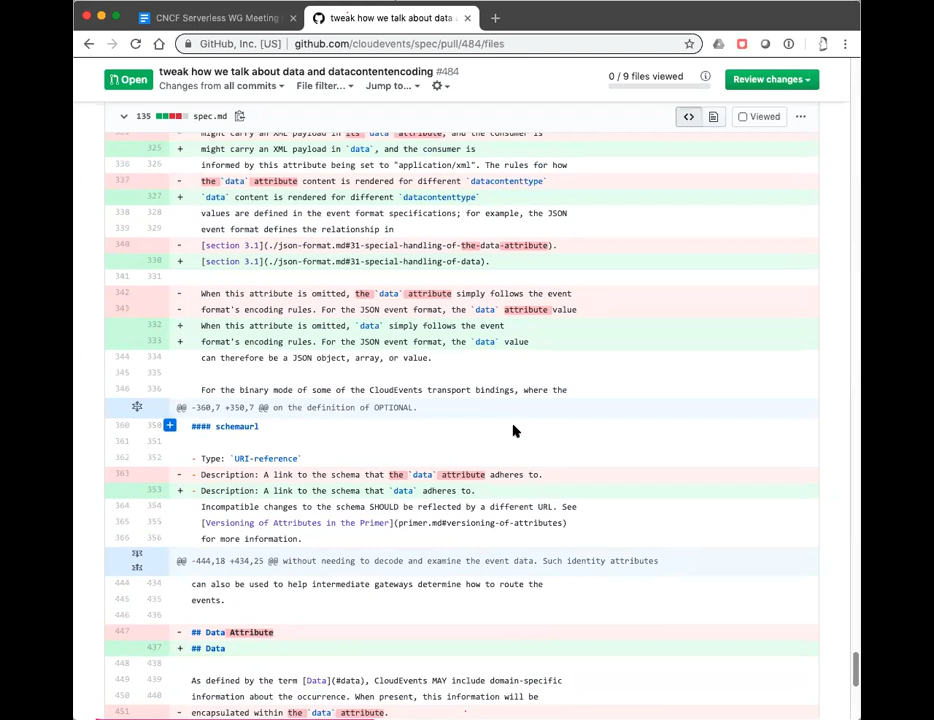 CNCF Serverless WG Meeting
tweak how we talk about data
GitHub, Inc. [US] | github.com/cloudevents/spec/pull/484/files
Open
tweak how we talk about data and datacontentencoding #484
Changes from all commits
File filter...
Jump to...
0 / 9 files viewed
Review changes
135
spec.md
Viewed
- might carry an XML payload in its `data` attribute, and the consumer is
325 + might carry an XML payload in `data`, and the consumer is
336 326 informed by this attribute being set to "application/xml". The rules for how
337 - the `data` attribute content is rendered for different `datacontenttype`
327 + `data` content is rendered for different `datacontenttype`
338 328 values are defined in the event format specifications; for example, the JSON
339 329 event format defines the relationship in
340 - [section 3.1](./json-format.md#31-special-handling-of-the-data-attribute).
330 + [section 3.1](./json-format.md#31-special-handling-of-data).
341 331
342 - When this attribute is omitted, the `data` attribute simply follows the event
343 - format's encoding rules. For the JSON event format, the `data` attribute value
332 + When this attribute is omitted, `data` simply follows the event
333 + format's encoding rules. For the JSON event format, the `data` value
344 334 can therefore be a JSON object, array, or value.
345 335
346 336 For the binary mode of some of the CloudEvents transport bindings, where the
@@ -360,7 +350,7 @@ on the definition of OPTIONAL.
360 350 #### schemaurl
361 351
362 352 - Type: `URI-reference`
363 - - Description: A link to the schema that the `data` attribute adheres to.
353 + - Description: A link to the schema that `data` adheres to.
364 354 Incompatible changes to the schema SHOULD be reflected by a different URL. See
365 355 [Versioning of Attributes in the Primer](primer.md#versioning-of-attributes)
366 356 for more information.
@@ -444,18 +434,25 @@ without needing to decode and examine the event data. Such identity attributes
444 434 can also be used to help intermediate gateways determine how to route the
445 435 events.
446 436
447 - ## Data Attribute
437 + ## Data
448 438
449 439 As defined by the term [Data](#data), CloudEvents MAY include domain-specific
450 440 information about the occurrence. When present, this information will be
451 - encapsulated within the `data` attribute.